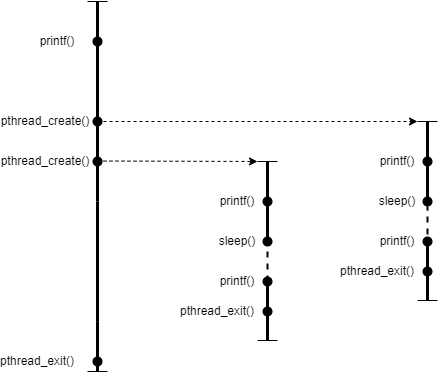 printf()
pthread_create()
pthread_create()
printf()
printf()
sleep()
sleep()
printf()
printf()
pthread_exit()
pthread_exit()
pthread_exit()